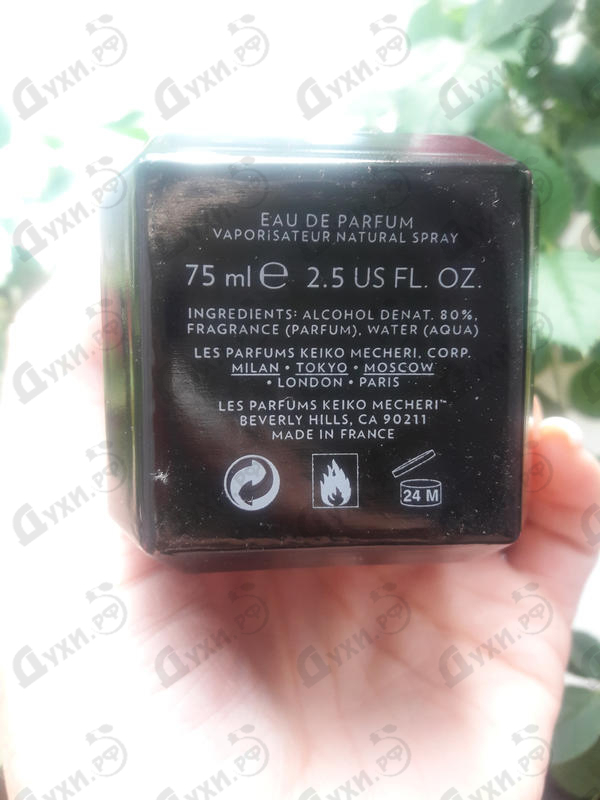 EAU DE PARFUM
VAPORiSATEUR NATURAL SPRAY
75 ml e 2.5 US FL. OZ.
INGREDIENTS: ALCOHOL DENAT. 80%,
FRAGRANCE (PARFUM), WATER (AQUA)
LES PARFUMS KEIKO MECHERI, CORP.
MILAN • TOKYO • MOSCOW
• LONDON • PARIS
LES PARFUMS KEIKO MECHERI™
BEVERLY HILLS, CA 90211
MADE IN FRANCE
24 M
Духи.РФ